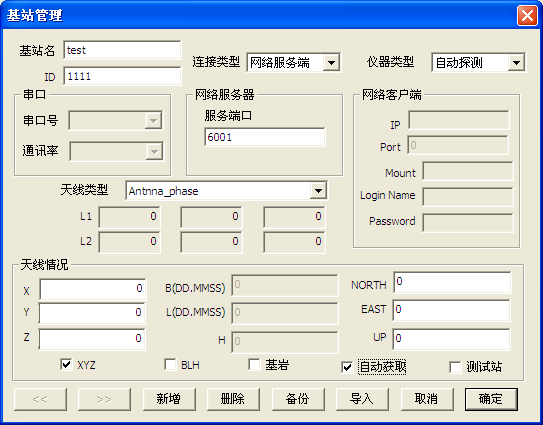 基站管理
基站名 test
ID 1111
连接类型 网络服务端
仪器类型 自动探测
串口
串口号
通讯率
网络服务器
服务端口
6001
网络客户端
IP
Port 0
Mount
Login Name
Password
天线类型 Antnna_phase
L1 0 0 0
L2 0 0 0
天线情况
X 0
Y 0
Z 0
B(DD.MMSS) 0
L(DD.MMSS) 0
H 0
NORTH 0
EAST 0
UP 0
XYZ BLH 基岩 自动获取 测试站
<< >> 新增 删除 备份 导入 取消 确定